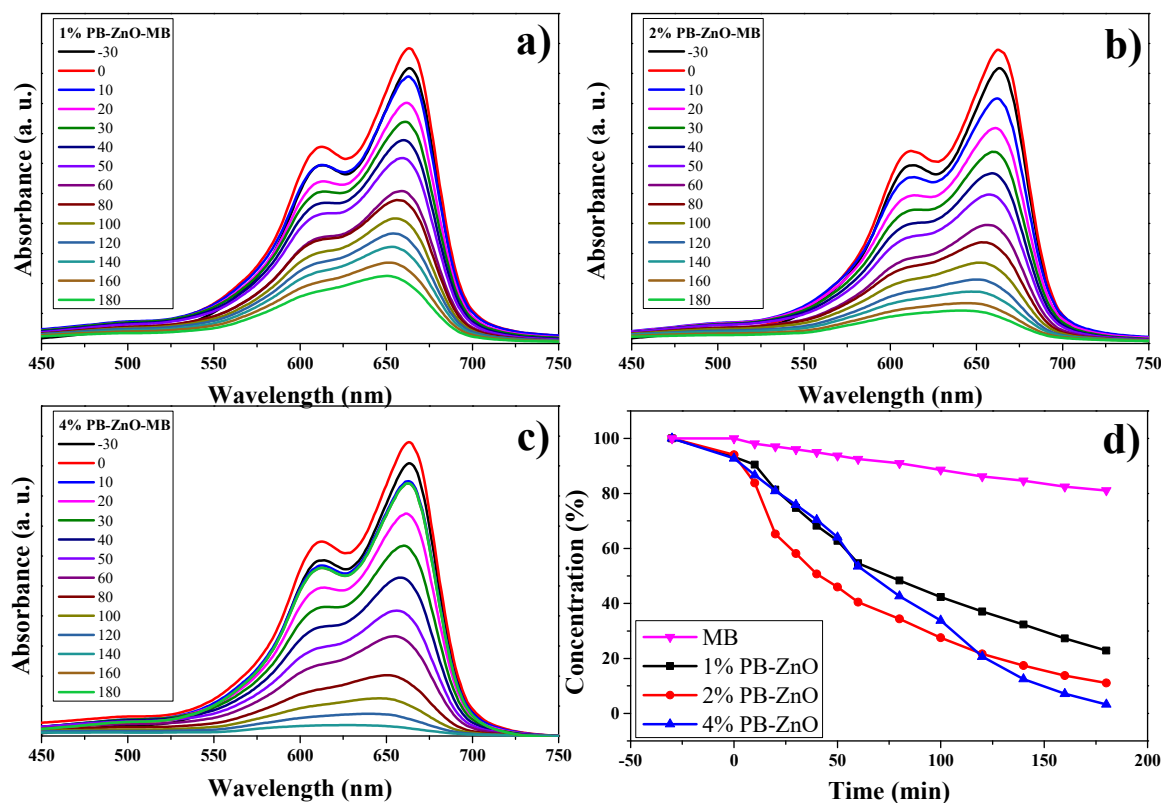 1% PB-ZnO-MB
-30
0
10
20
30
40
50
60
80
100
120
140
160
180
a)
Absorbance (a. u.)
450 500 550 600 650 700 750
Wavelength (nm)
2% PB-ZnO-MB
-30
0
10
20
30
40
50
60
80
100
120
140
160
180
b)
Absorbance (a. u.)
450 500 550 600 650 700 750
Wavelength (nm)
4% PB-ZnO-MB
-30
0
10
20
30
40
50
60
80
100
120
140
160
180
c)
Absorbance (a. u.)
450 500 550 600 650 700 750
Wavelength (nm)
d)
Concentration (%)
100
80
60
40
20
0
MB
1% PB-ZnO
2% PB-ZnO
4% PB-ZnO
-50 0 50 100 150 200
Time (min)